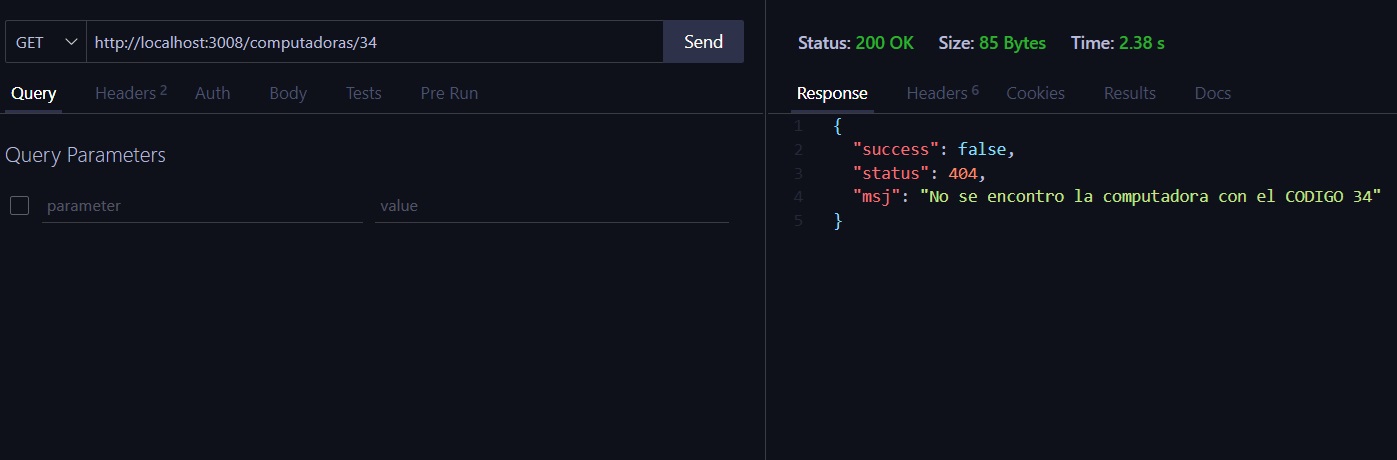 GET http://localhost:3008/computadoras/34 Send
Query Headers 2 Auth Body Tests Pre Run
Query Parameters
parameter value
Status: 200 OK Size: 85 Bytes Time: 2.38 s
Response Headers 6 Cookies Results Docs
1 {
2 "success": false,
3 "status": 404,
4 "msj": "No se encontro la computadora con el CODIGO 34"
5 }